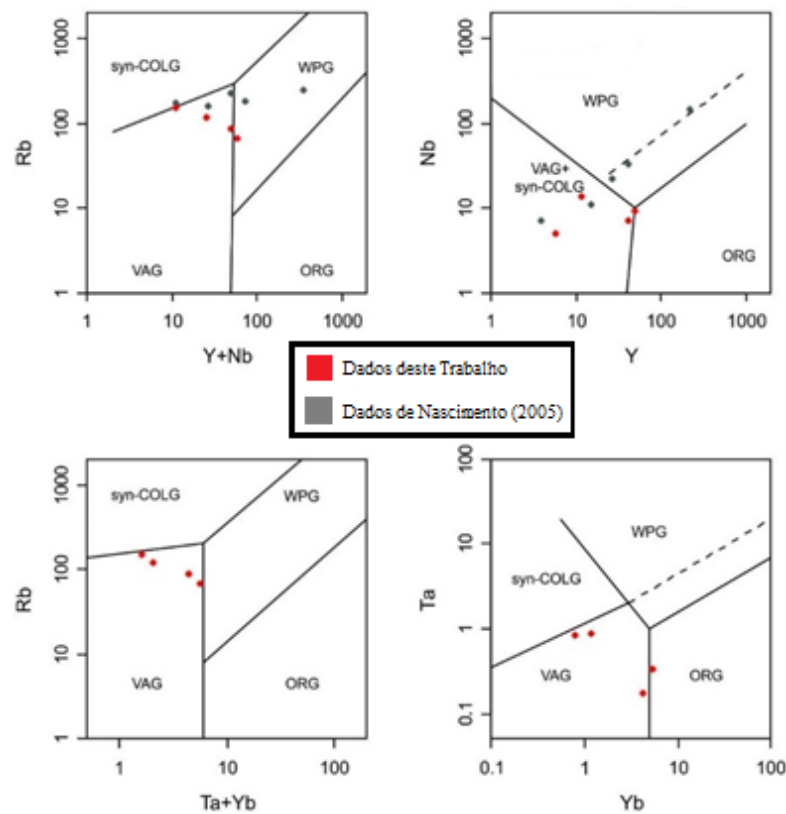 1000
100
10
1
Rb
syn-COLG
WPG
VAG
ORG
1
10
100
1000
Y+Nb
1000
100
10
1
Nb
WPG
VAG+
syn-COLG
ORG
1
10
100
1000
Y
Dados deste Trabalho
Dados de Nascimento (2005)
1000
100
10
1
Rb
syn-COLG
WPG
VAG
ORG
1
10
100
Ta+Yb
100
10
1
0.1
Ta
WPG
syn-COLG
VAG
ORG
0.1
1
10
100
Yb